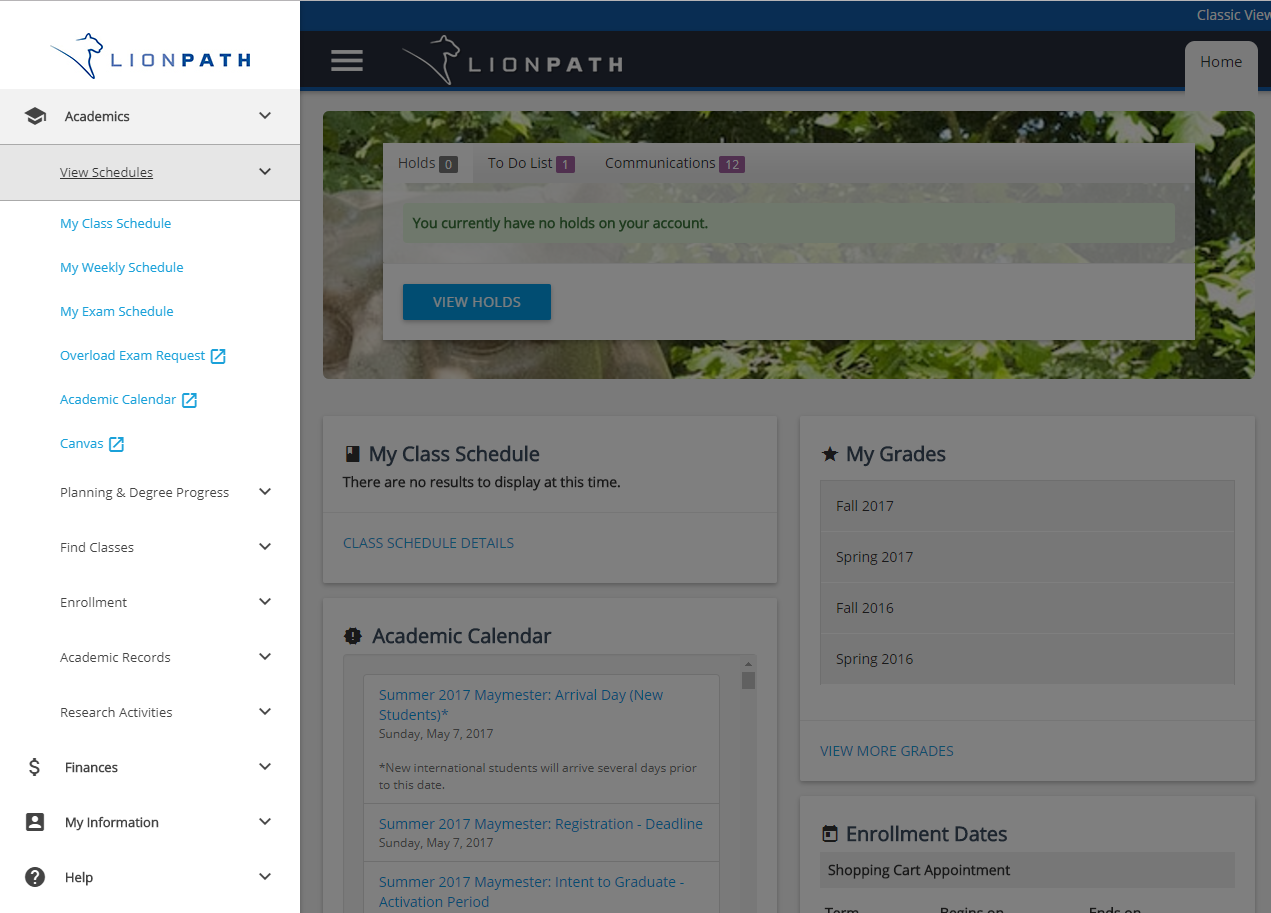 LIONPATH
Academics
View Schedules
My Class Schedule
My Weekly Schedule
My Exam Schedule
Overload Exam Request
Academic Calendar
Canvas
Planning & Degree Progress
Find Classes
Enrollment
Academic Records
Research Activities
Finances
My Information
Help
Classic View
LIONPATH
Home
Holds 0 To Do List 1 Communications 12
You currently have no holds on your account.
VIEW HOLDS
My Class Schedule
There are no results to display at this time.
CLASS SCHEDULE DETAILS
Academic Calendar
Summer 2017 Maymester: Arrival Day (New
Students)*
Sunday, May 7, 2017
*New international students will arrive several days prior
to this date.
Summer 2017 Maymester: Registration - Deadline
Sunday, May 7, 2017
Summer 2017 Maymester: Intent to Graduate -
Activation Period
My Grades
Fall 2017
Spring 2017
Fall 2016
Spring 2016
VIEW MORE GRADES
Enrollment Dates
Shopping Cart Appointment
Term Begins on Ends on